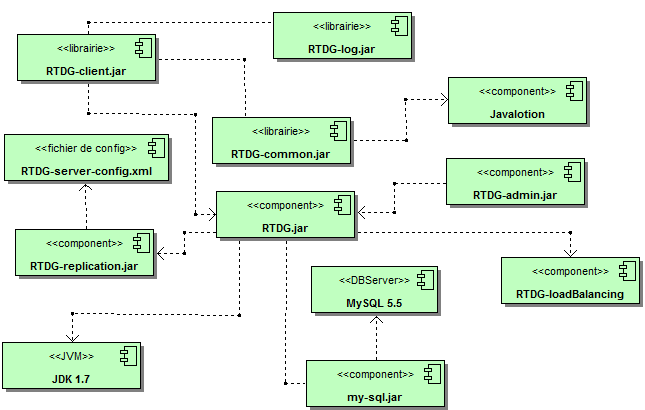 <<librairie>>
RTDG-log.jar
<<librairie>>
RTDG-client.jar
<<component>>
Javalotion
<<librairie>>
RTDG-common.jar
<<fichier de config>>
RTDG-server-config.xml
<<component>>
RTDG-admin.jar
<<component>>
RTDG.jar
<<component>>
RTDG-replication.jar
<<component>>
RTDG-loadBalancing
<<DBServer>>
MySQL 5.5
<<JVM>>
JDK 1.7
<<component>>
my-sql.jar